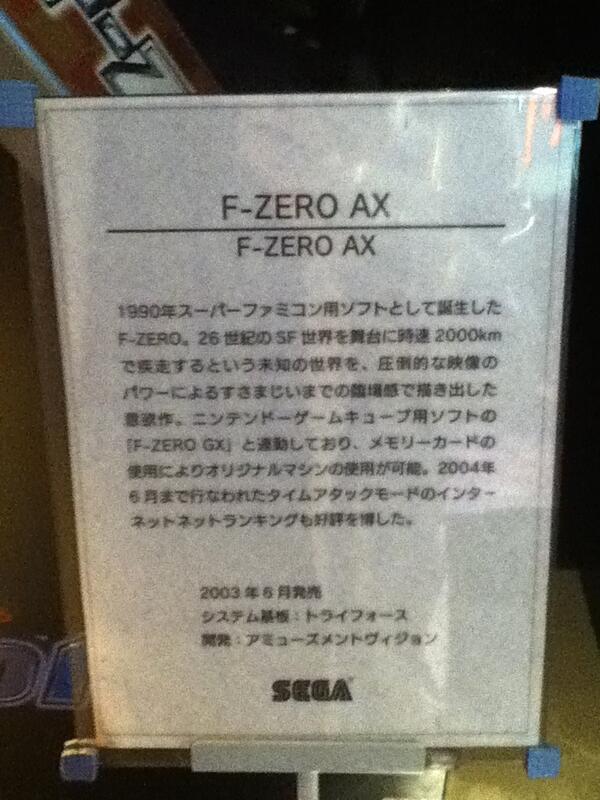 F-ZERO AX
F-ZERO AX
1990年スーパーファミコン用ソフトとして誕生した
F-ZERO。26世紀のSF世界を舞台に時速2000km
で疾走するという未知の世界を、圧倒的な映像の
パワーによるすさまじいまでの臨場感で描き出した
意欲作。ニンテンドーゲームキューブ用ソフトの
『F-ZERO GX』と連動しており、メモリーカードの
使用によりオリジナルマシンの使用が可能。2004年
6月まで行なわれたタイムアタックモードのインター
ネットネットランキングも好評を博した。
2003年6月発売
システム基板：トライフォース
開発：アミューズメントヴィジョン
SEGA